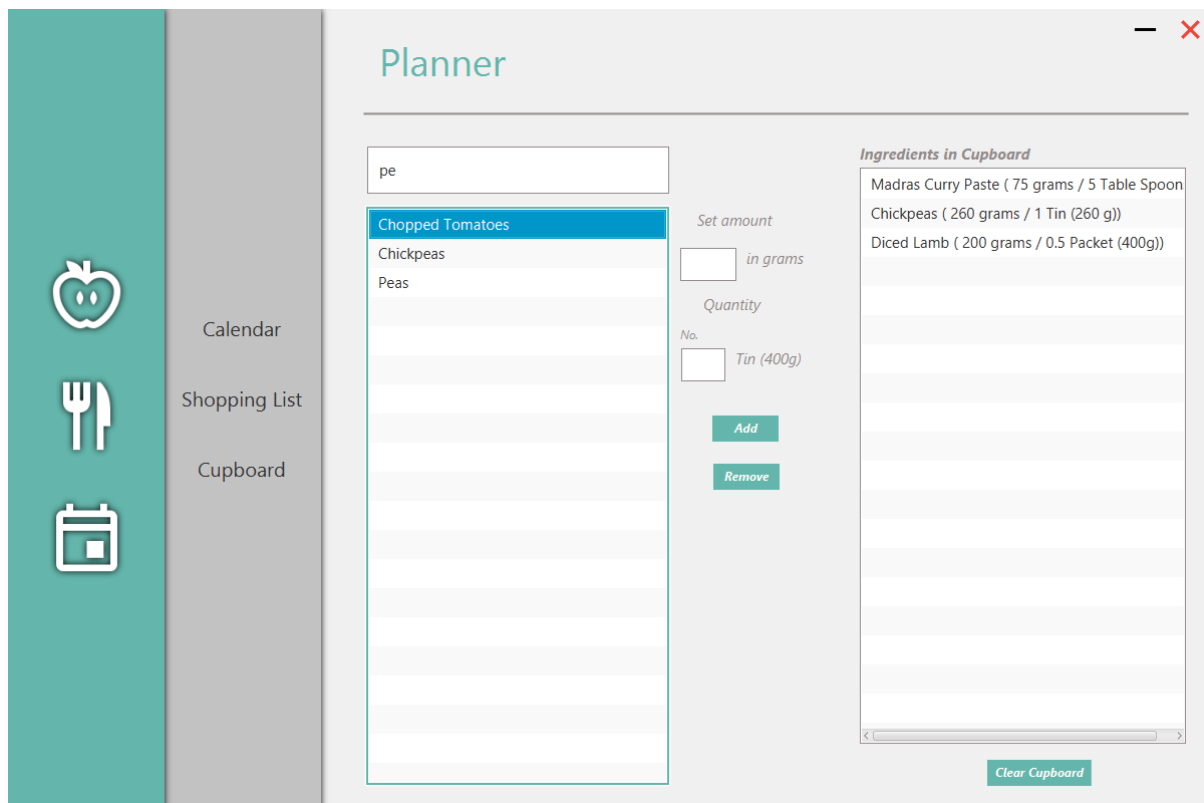 Planner
Calendar
Shopping List
Cupboard
pe
Chopped Tomatoes
Chickpeas
Peas
Set amount
in grams
Quantity
No.
Tin (400g)
Add
Remove
Ingredients in Cupboard
Madras Curry Paste ( 75 grams / 5 Table Spoon
Chickpeas ( 260 grams / 1 Tin (260 g))
Diced Lamb ( 200 grams / 0.5 Packet (400g))
Clear Cupboard